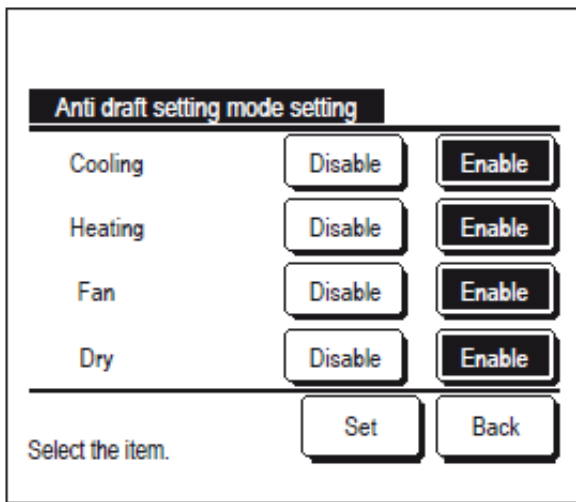 Anti draft setting mode setting
Cooling Disable Enable
Heating Disable Enable
Fan Disable Enable
Dry Disable Enable
Set Back
Select the item.